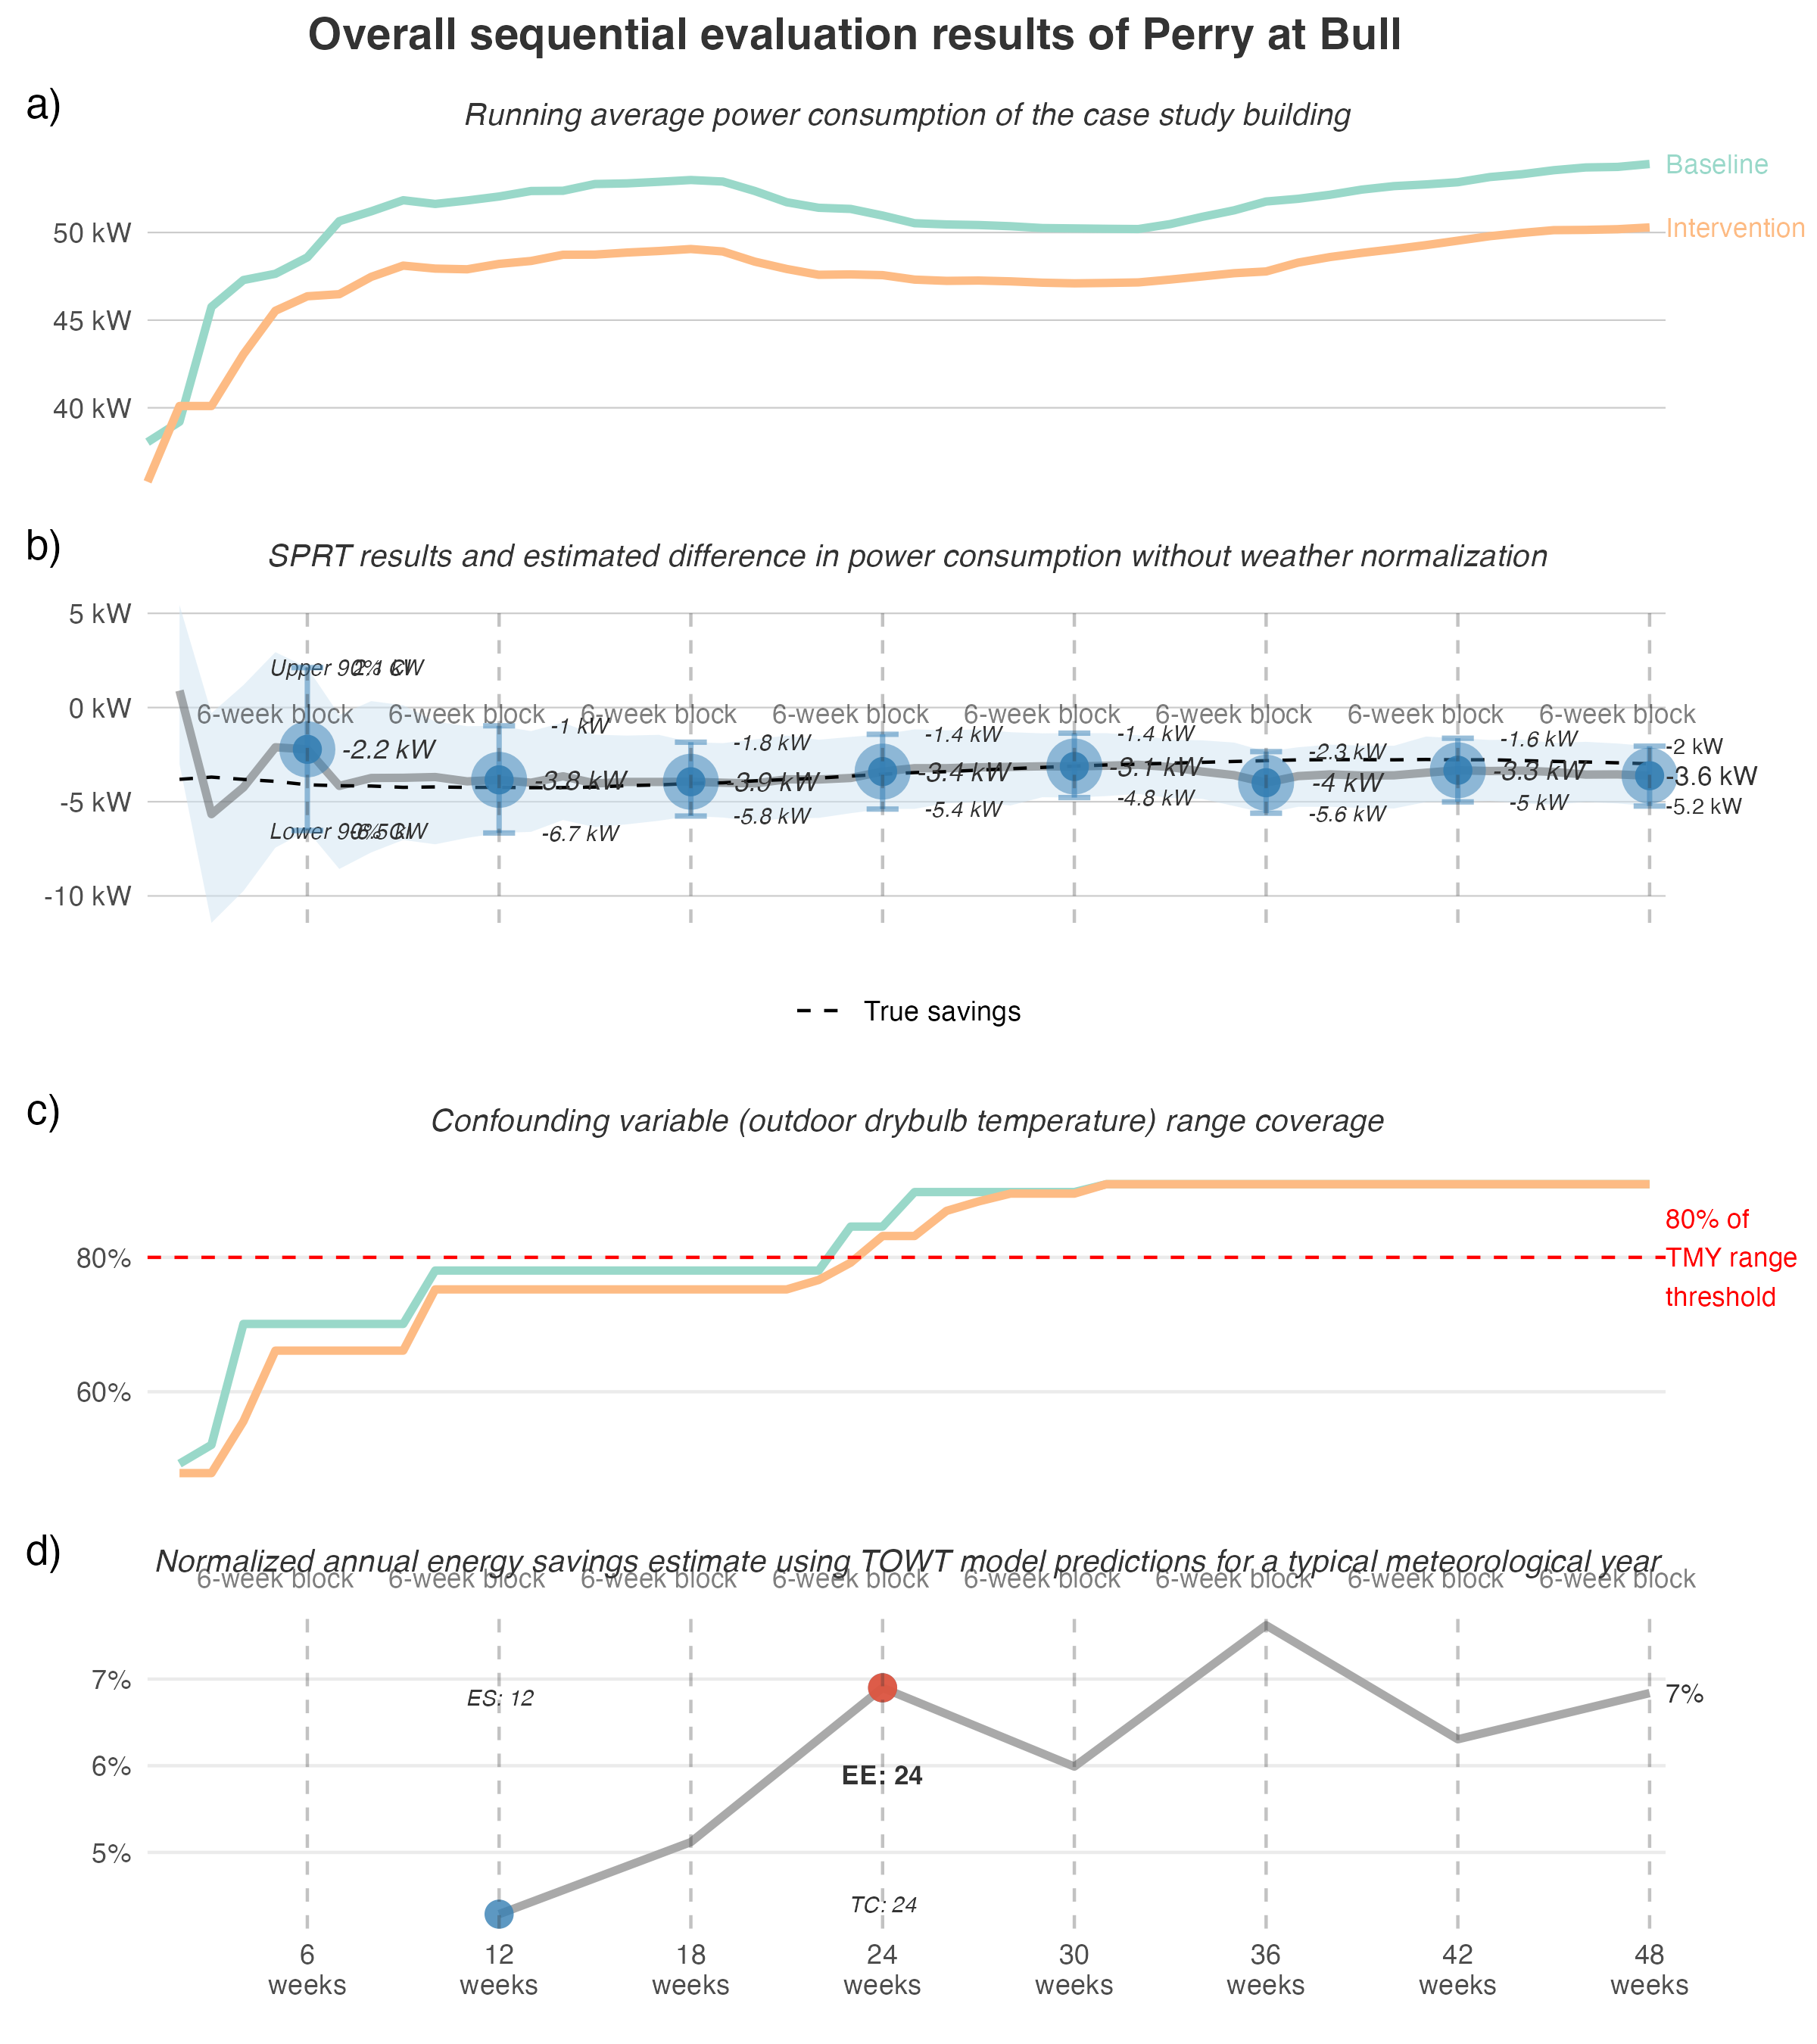 Overall sequential evaluation results of Perry at Bull
a)
Running average power consumption of the case study building
Baseline
50 kW
Intervention
45 kW
40 kW
b)
SPRT results and estimated difference in power consumption without weather normalization
5 kW
Upper 90% CI
2.1 kW
0 kW
6-week block 6-week block 6-week block 6-week block 6-week block 6-week block 6-week block 6-week block
-1 kW
-1.8 kW
-1.4 kW
-1.4 kW
-2.3 kW
-1.6 kW
-2 kW
-2.2 kW
-3.8 kW
-3.9 kW
-3.4 kW
-3.1 kW
-4 kW
-3.3 kW
-3.6 kW
-5 kW
Lower 90% CI
-6.5 kW
-6.7 kW
-5.8 kW
-5.4 kW
-4.8 kW
-5.6 kW
-5 kW
-5.2 kW
-10 kW
True savings
c)
Confounding variable (outdoor drybulb temperature) range coverage
80% of
TMY range
threshold
80%
60%
d)
Normalized annual energy savings estimate using TOWT model predictions for a typical meteorological year
6-week block 6-week block 6-week block 6-week block 6-week block 6-week block 6-week block 6-week block
7%
ES: 12
7%
6%
EE: 24
5%
TC: 24
6 12 18 24 30 36 42 48
weeks weeks weeks weeks weeks weeks weeks weeks